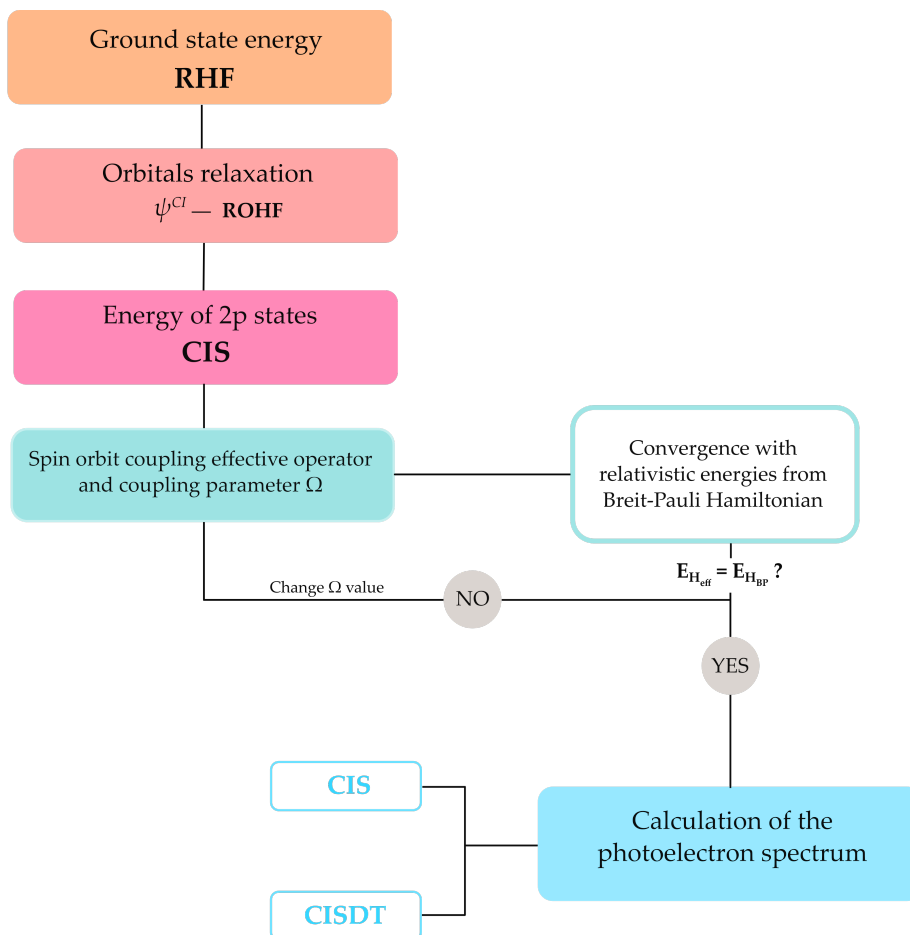 Ground state energy
RHF
Orbitals relaxation
ψ^CI — ROHF
Energy of 2p states
CIS
Spin orbit coupling effective operator
and coupling parameter Ω
Convergence with
relativistic energies from
Breit-Pauli Hamiltonian
E_H_eff = E_H_BP ?
Change Ω value
NO
YES
CIS
Calculation of the
photoelectron spectrum
CISDT